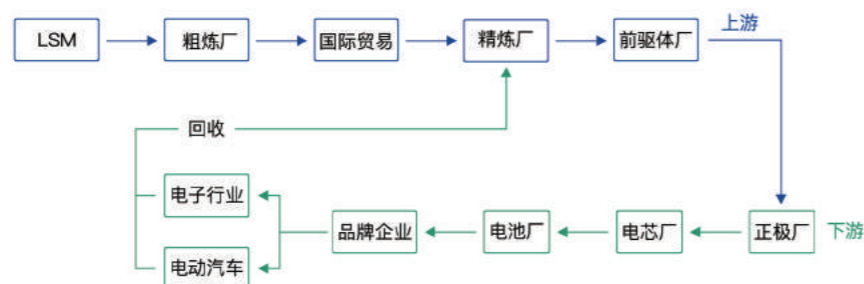 LSM
粗炼厂
国际贸易
精炼厂
前驱体厂
上游
回收
电子行业
电动汽车
品牌企业
电池厂
电芯厂
正极厂
下游